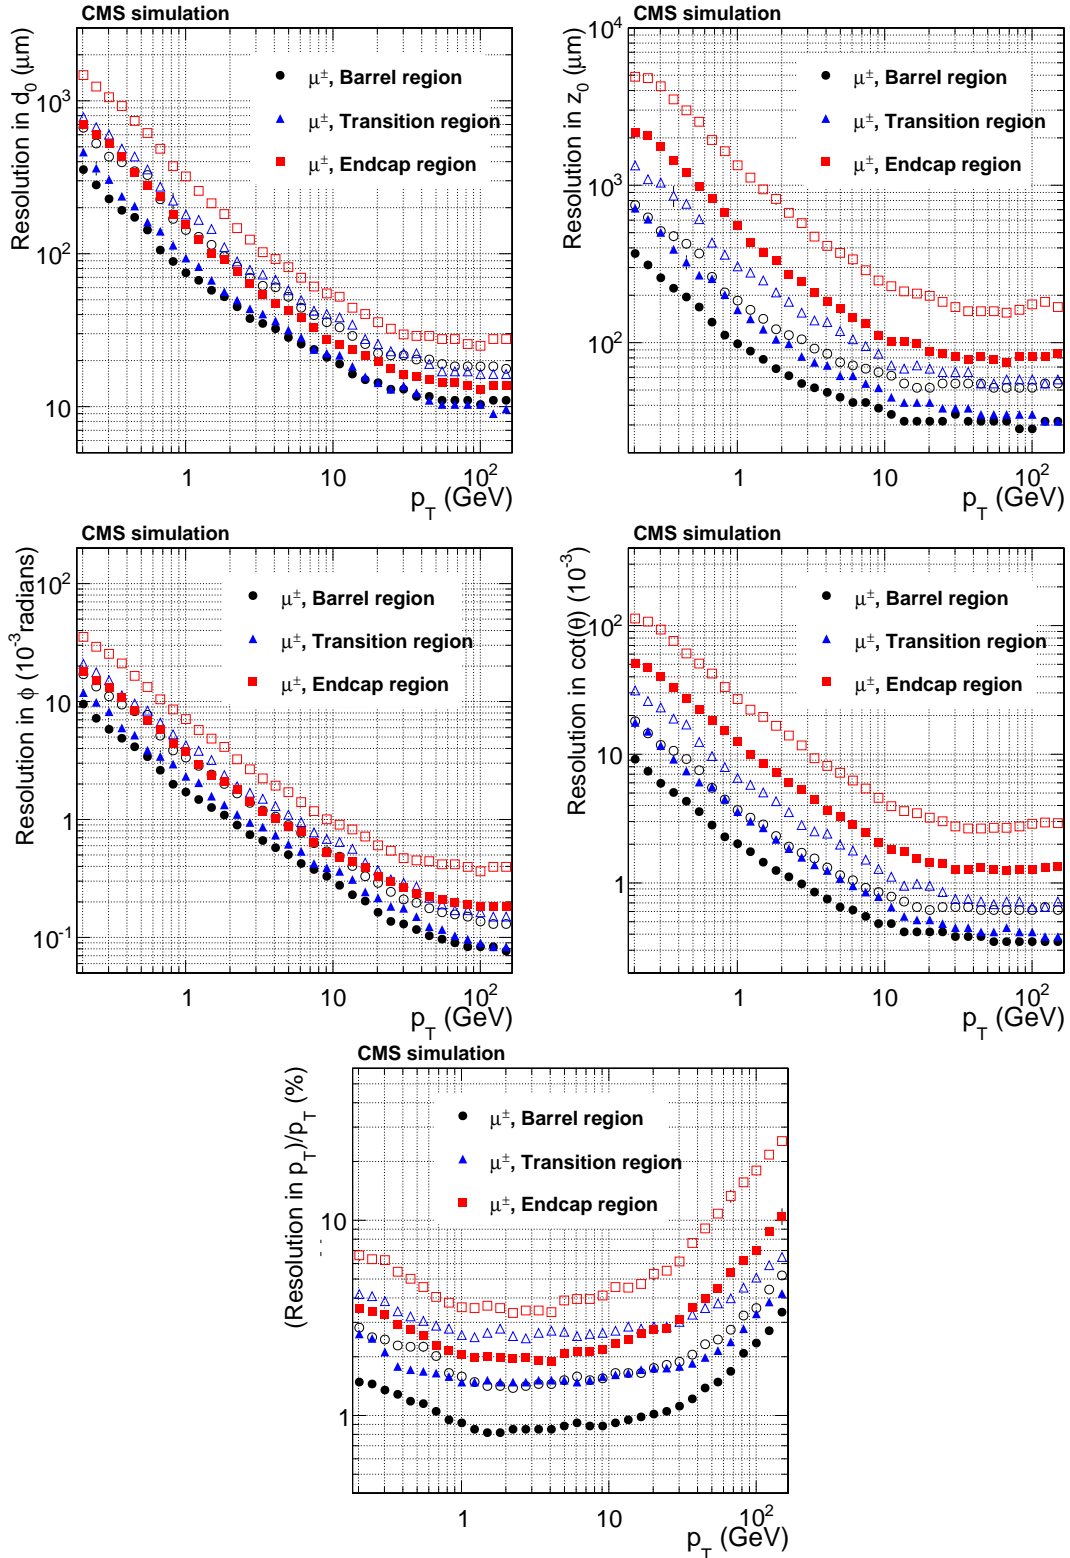 CMS simulation
Resolution in d0 (μm)
μ±, Barrel region
μ±, Transition region
μ±, Endcap region
10³
10²
10
1 10 10²
pT (GeV)
CMS simulation
Resolution in z0 (μm)
μ±, Barrel region
μ±, Transition region
μ±, Endcap region
10⁴
10³
10²
1 10 10²
pT (GeV)
CMS simulation
Resolution in ϕ (10⁻³radians)
μ±, Barrel region
μ±, Transition region
μ±, Endcap region
10²
10
1
10⁻¹
1 10 10²
pT (GeV)
CMS simulation
Resolution in cot(θ) (10⁻³)
μ±, Barrel region
μ±, Transition region
μ±, Endcap region
10²
10
1
1 10 10²
pT (GeV)
CMS simulation
(Resolution in pT)/pT (%)
μ±, Barrel region
μ±, Transition region
μ±, Endcap region
10
1
1 10 10²
pT (GeV)